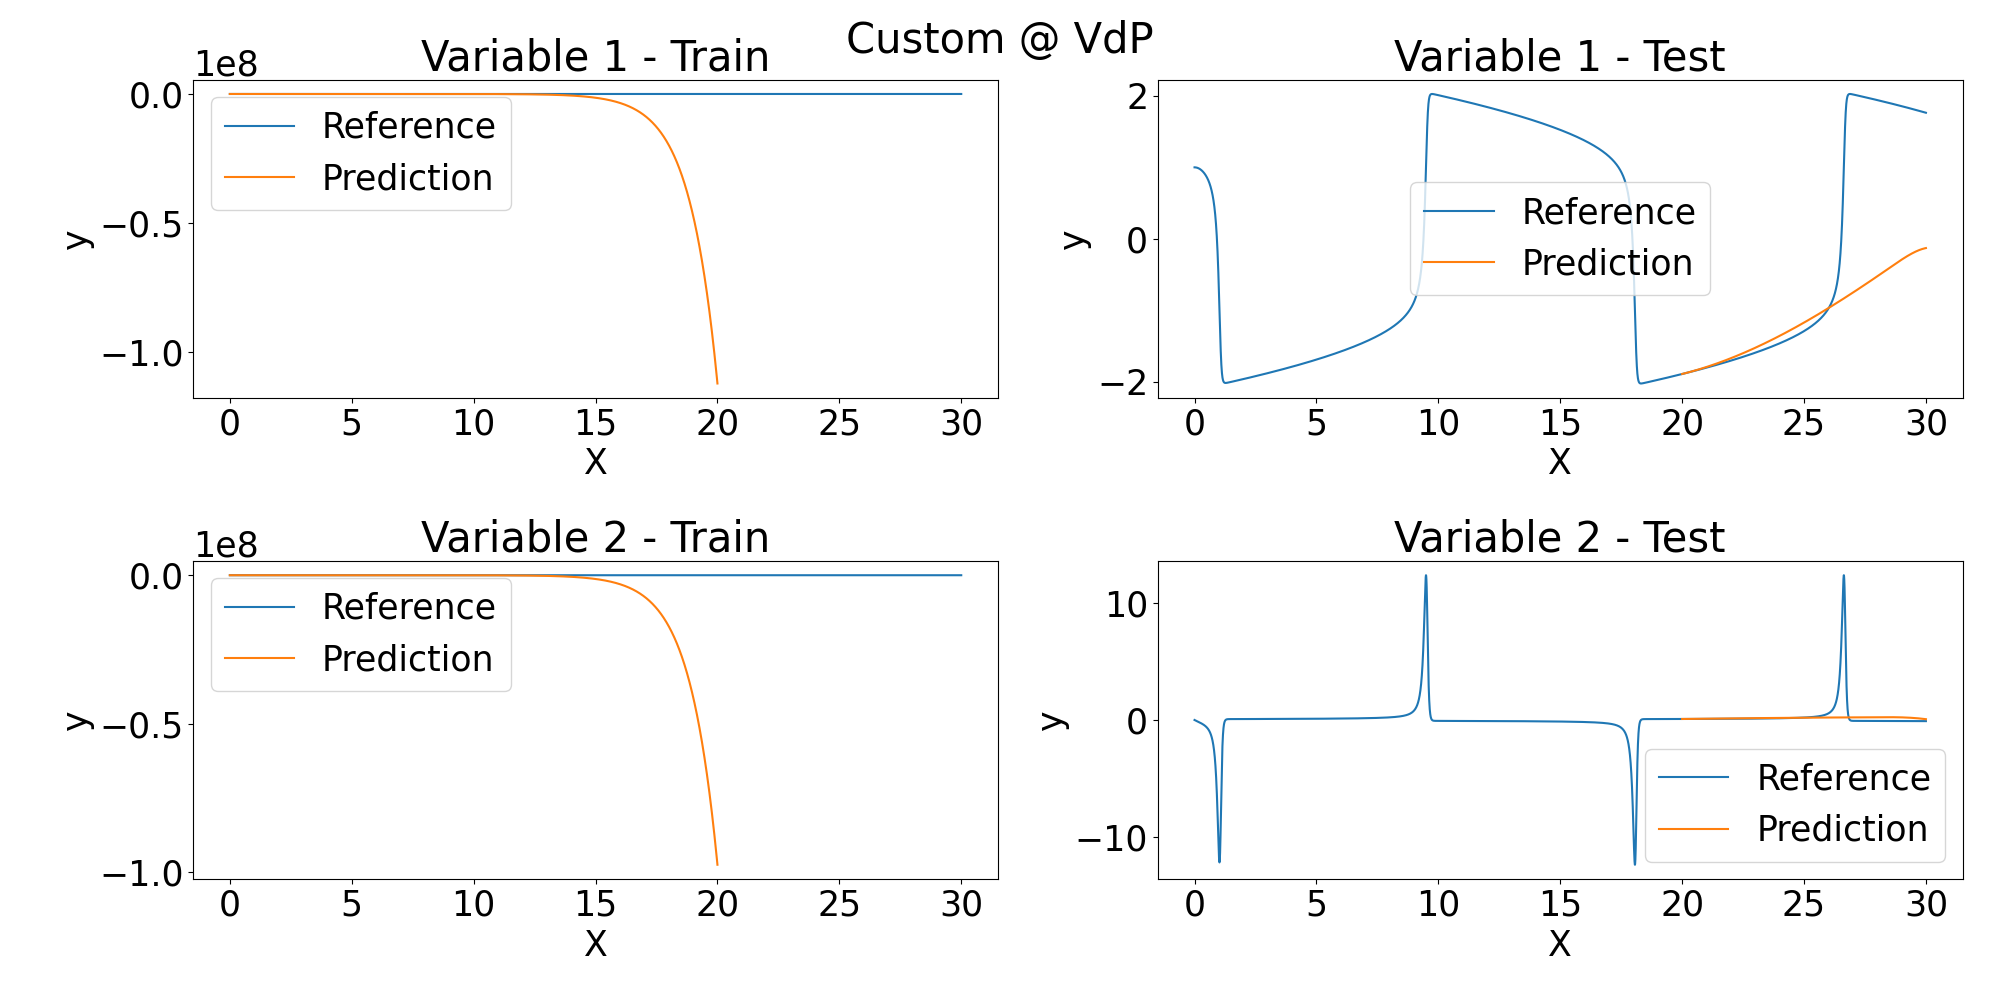 Custom @ VdP
Variable 1 - Train
1e8
0.0
−0.5
−1.0
y
Reference
Prediction
0 5 10 15 20 25 30
X
Variable 1 - Test
2
0
−2
y
Reference
Prediction
0 5 10 15 20 25 30
X
Variable 2 - Train
1e8
0.0
−0.5
−1.0
y
Reference
Prediction
0 5 10 15 20 25 30
X
Variable 2 - Test
10
0
−10
y
Reference
Prediction
0 5 10 15 20 25 30
X